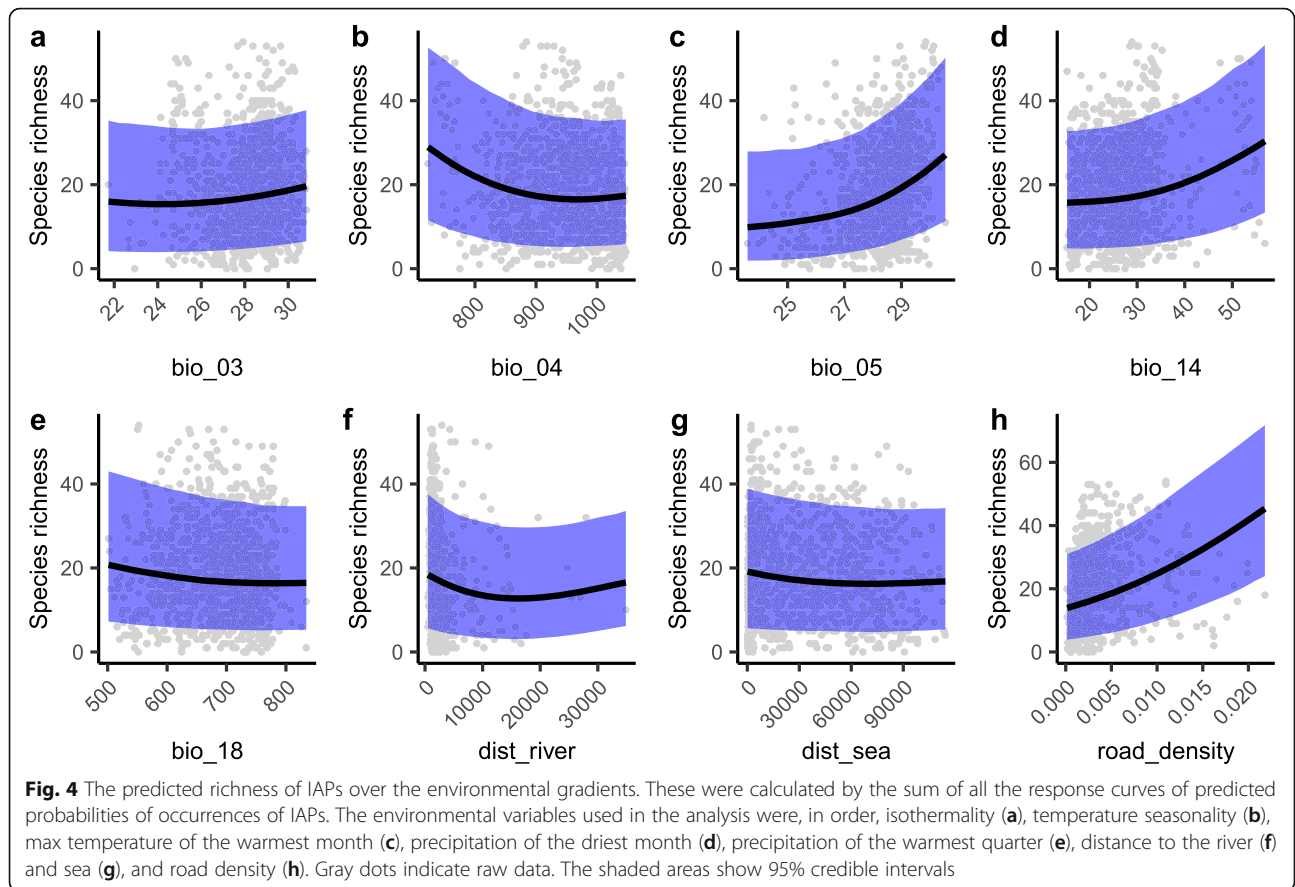 a
b
c
d
Species richness
40
20
0
22
24
26
28
30
bio_03
Species richness
40
20
0
800
900
1000
bio_04
Species richness
40
20
0
25
27
29
bio_05
Species richness
40
20
0
20
30
40
50
bio_14
e
f
g
h
Species richness
40
20
0
500
600
700
800
bio_18
Species richness
40
20
0
0
10000
20000
30000
dist_river
Species richness
40
20
0
0
30000
60000
90000
dist_sea
Species richness
60
40
20
0
0.000
0.005
0.010
0.015
0.020
road_density
Fig. 4 The predicted richness of IAPs over the environmental gradients. These were calculated by the sum of all the response curves of predicted
probabilities of occurrences of IAPs. The environmental variables used in the analysis were, in order, isothermality (a), temperature seasonality (b),
max temperature of the warmest month (c), precipitation of the driest month (d), precipitation of the warmest quarter (e), distance to the river (f)
and sea (g), and road density (h). Gray dots indicate raw data. The shaded areas show 95% credible intervals